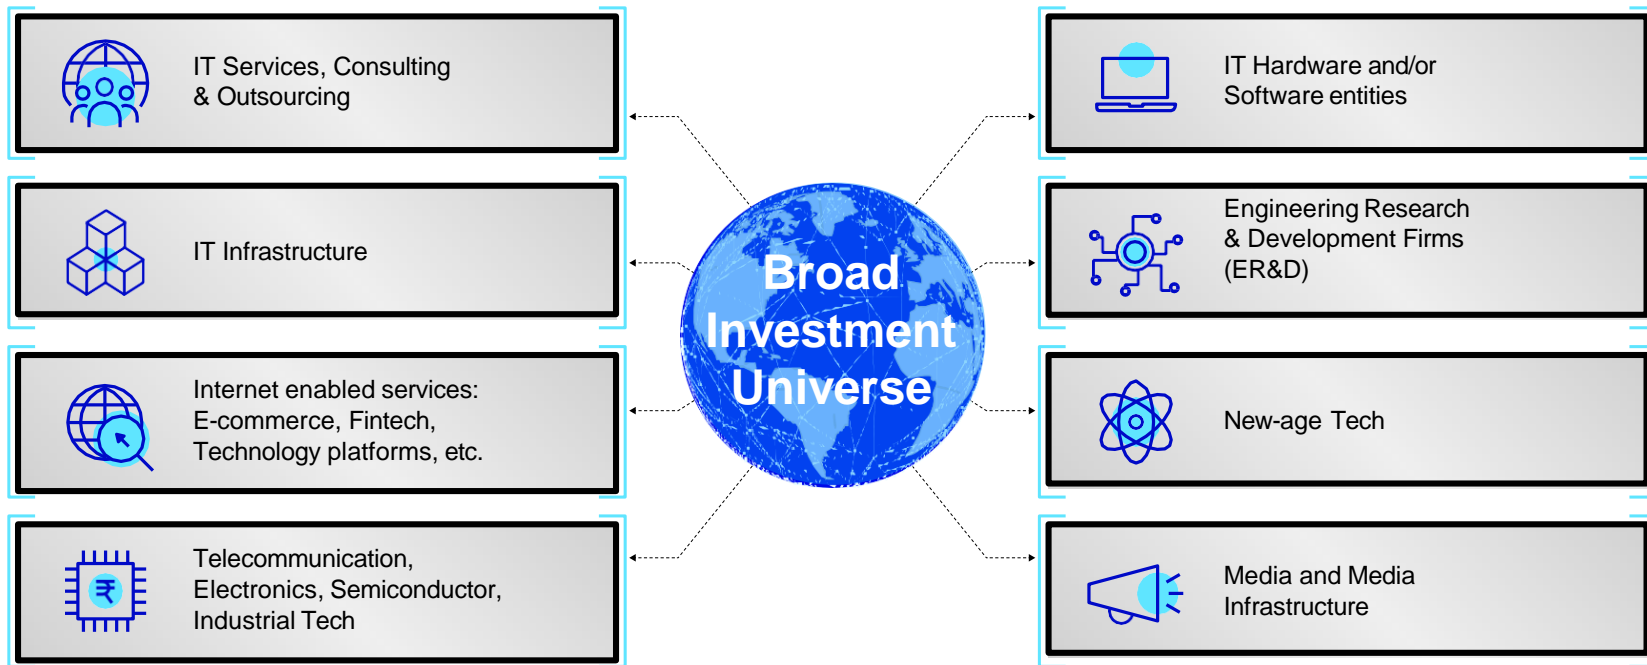 IT Services, Consulting
& Outsourcing
IT Infrastructure
Internet enabled services:
E-commerce, Fintech,
Technology platforms, etc.
₹
Telecommunication,
Electronics, Semiconductor,
Industrial Tech
Broad
Investment
Universe
IT Hardware and/or
Software entities
Engineering Research
& Development Firms
(ER&D)
New-age Tech
Media and Media
Infrastructure